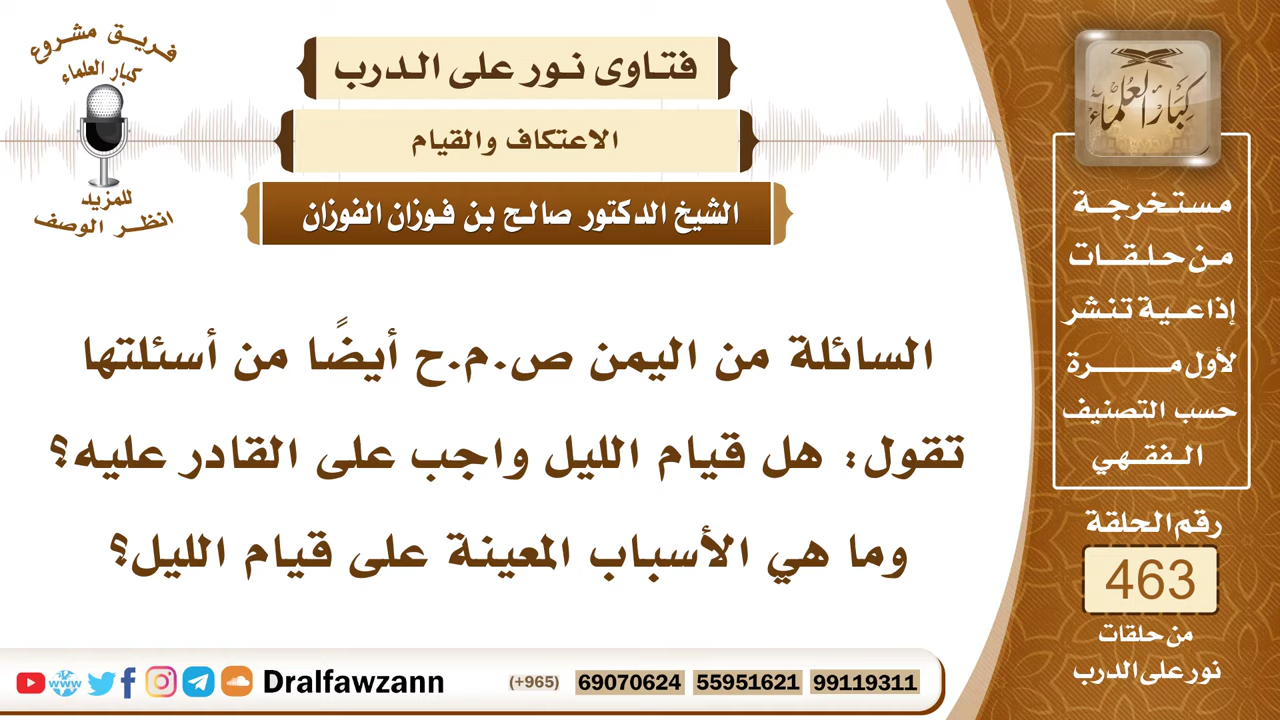 فريق مشروع
كبار العلماء
للمزيد
انظر الوصف
فتاوى نور على الدرب
الاعتكاف والقيام
الشيخ الدكتور صالح بن فوزان الفوزان
السائلة من اليمن ص.م.ح أيضًا من أسئلتها
تقول: هل قيام الليل واجب على القادر عليه؟
وما هي الأسباب المعينة على قيام الليل؟
كبار العلماء
مستخرجة
من حلقات
إذاعية تنشر
لأول مرة
حسب التصنيف
الفقهي
رقم الحلقة
463
من حلقات
نور على الدرب
www Dralfawzann (+965) 69070624 55951621 99119311